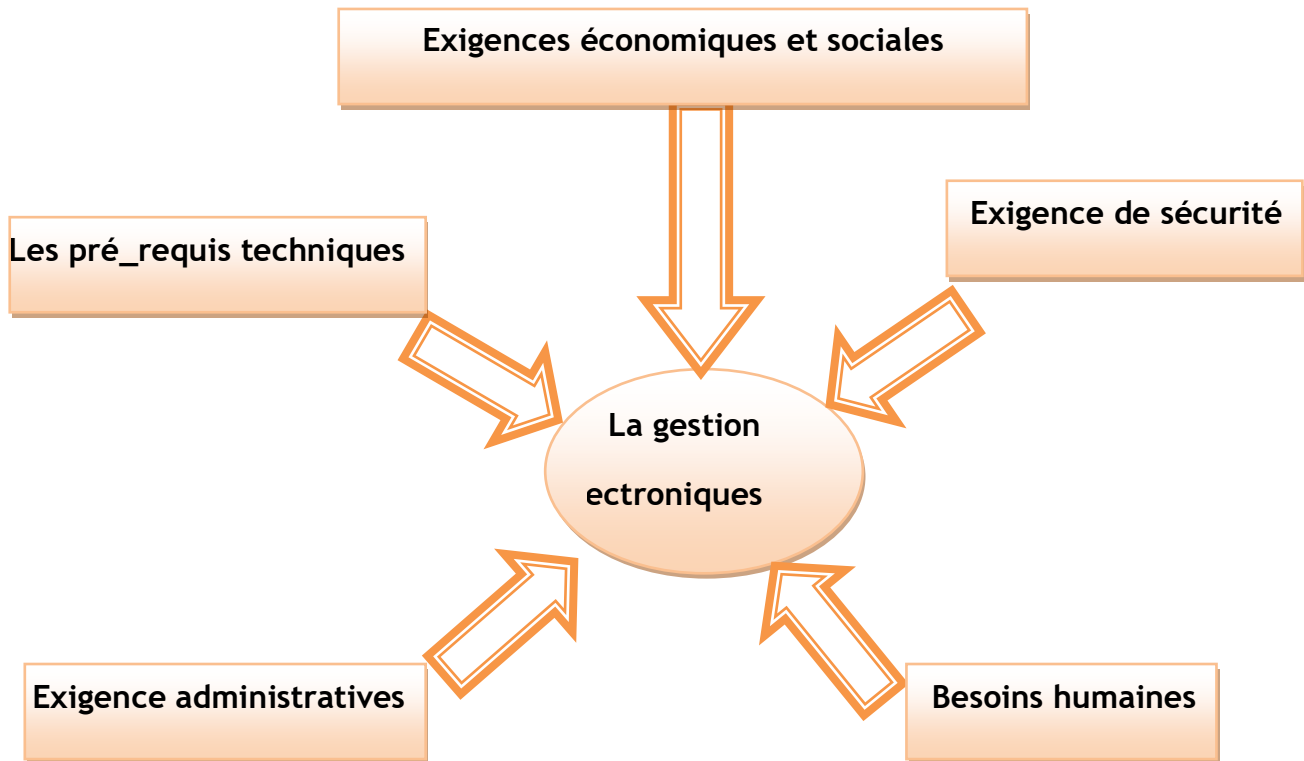 Exigences économiques et sociales
Exigence de sécurité
Les pré_requis techniques
La gestion
ectroniques
Exigence administratives
Besoins humaines